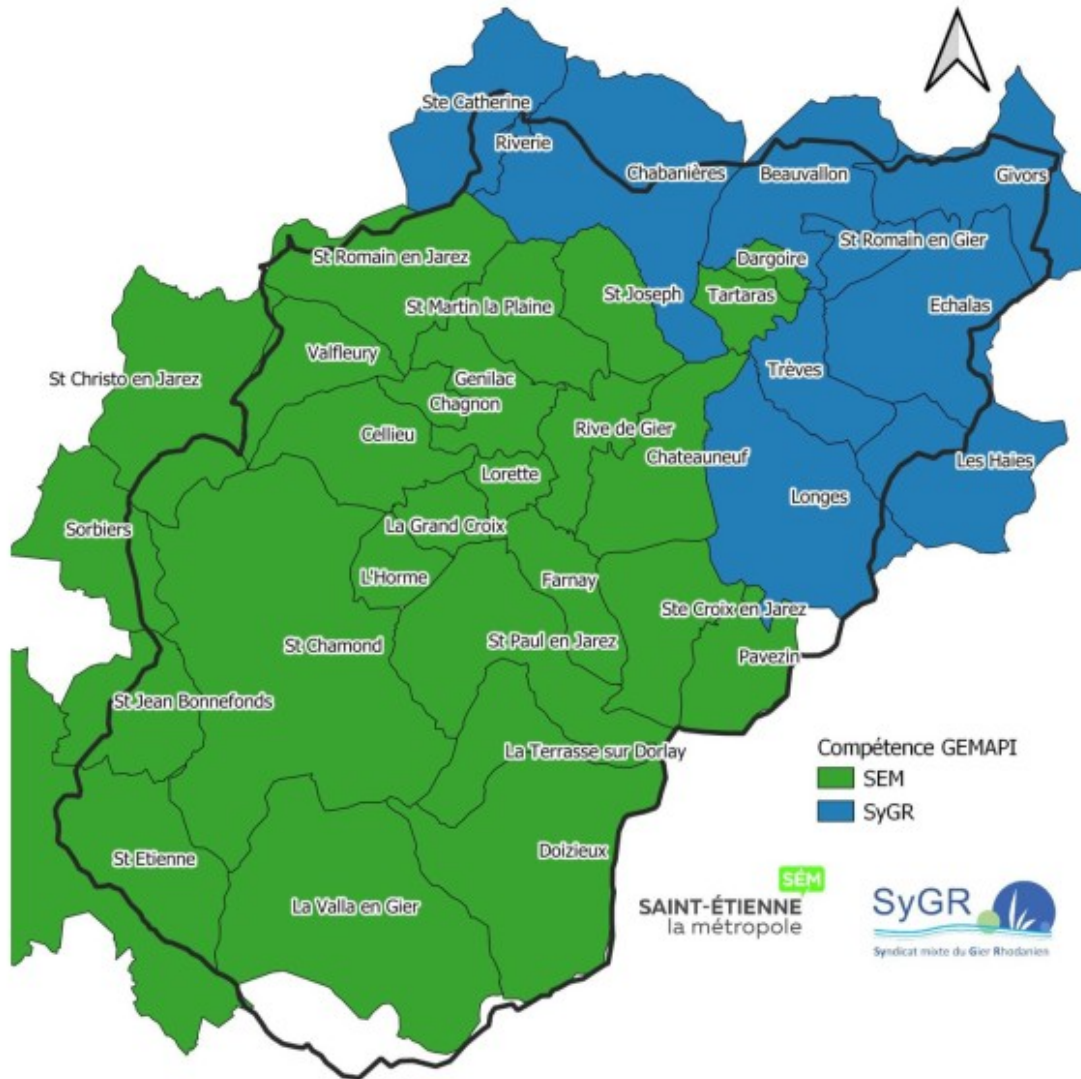 Ste Catherine
Riverie
Chabanières
Beauvallon
Givors
St Romain en Jarez
St Romain en Gier
Dargoire
St Martin la Plaine
St Joseph
Tartaras
Echalas
Valfleury
St Christo en Jarez
Genilac
Trèves
Chagnon
Cellieu
Rive de Gier
Chateauneuf
Les Haies
Lorette
Longes
Sorbiers
La Grand Croix
L'Horme
Farnay
Ste Croix en Jarez
St Chamond
St Paul en Jarez
Pavezin
St Jean Bonnefonds
La Terrasse sur Dorlay
Compétence GEMAPI
SEM
SyGR
St Etienne
Doizieux
La Valla en Gier
SÉM
SAINT-ÉTIENNE
la métropole
SyGR
Syndicat mixte du Gier Rhodanien